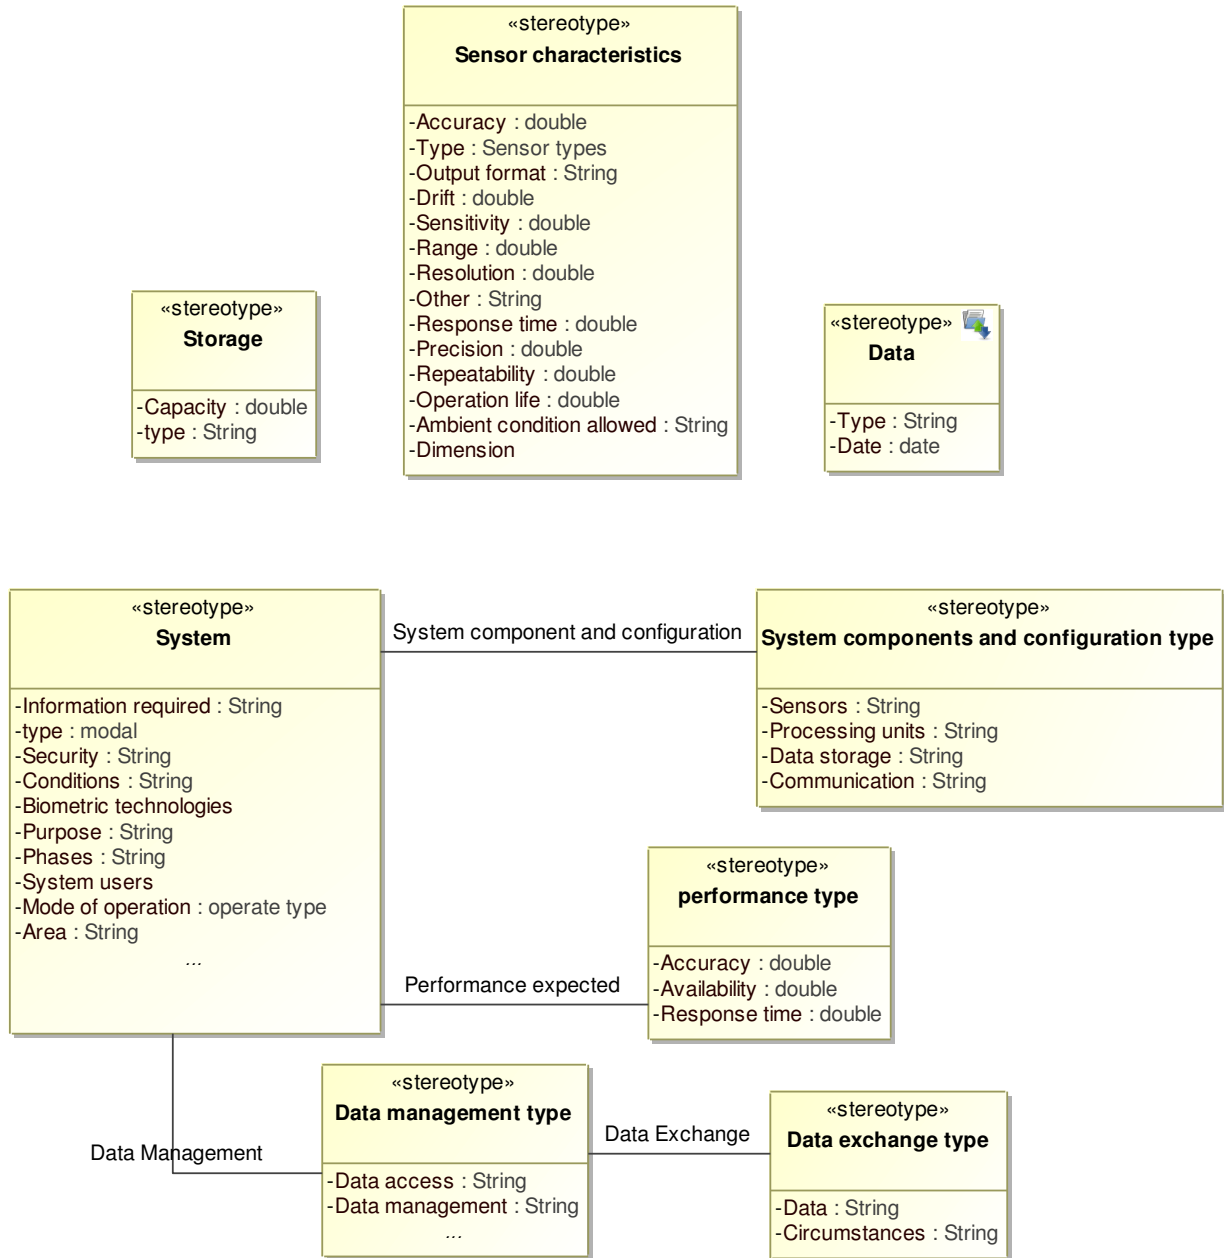 «stereotype»
Sensor characteristics
-Accuracy : double
-Type : Sensor types
-Output format : String
-Drift : double
-Sensitivity : double
-Range : double
-Resolution : double
-Other : String
-Response time : double
-Precision : double
-Repeatability : double
-Operation life : double
-Ambient condition allowed : String
-Dimension
«stereotype»
Storage
-Capacity : double
-type : String
«stereotype»
Data
-Type : String
-Date : date
«stereotype»
System
-Information required : String
-type : modal
-Security : String
-Conditions : String
-Biometric technologies
-Purpose : String
-Phases : String
-System users
-Mode of operation : operate type
-Area : String
...
System component and configuration
«stereotype»
System components and configuration type
-Sensors : String
-Processing units : String
-Data storage : String
-Communication : String
Performance expected
«stereotype»
performance type
-Accuracy : double
-Availability : double
-Response time : double
Data Management
«stereotype»
Data management type
-Data access : String
-Data management : String
...
Data Exchange
«stereotype»
Data exchange type
-Data : String
-Circumstances : String